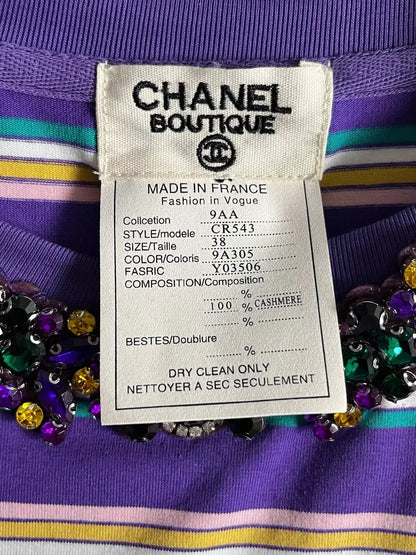 CHANEL
BOUTIQUE
MADE IN FRANCE
Fashion in Vogue
Collcetion 9AA
STYLE/modele CR543
SIZE/Taille 38
COLOR/Coloris 9A305
FASRIC Y03506
COMPOSITION/Composition
%
100 % CASHMERE
%
BESTES/Doublure
%
DRY CLEAN ONLY
NETTOYER A SEC SECULEMENT